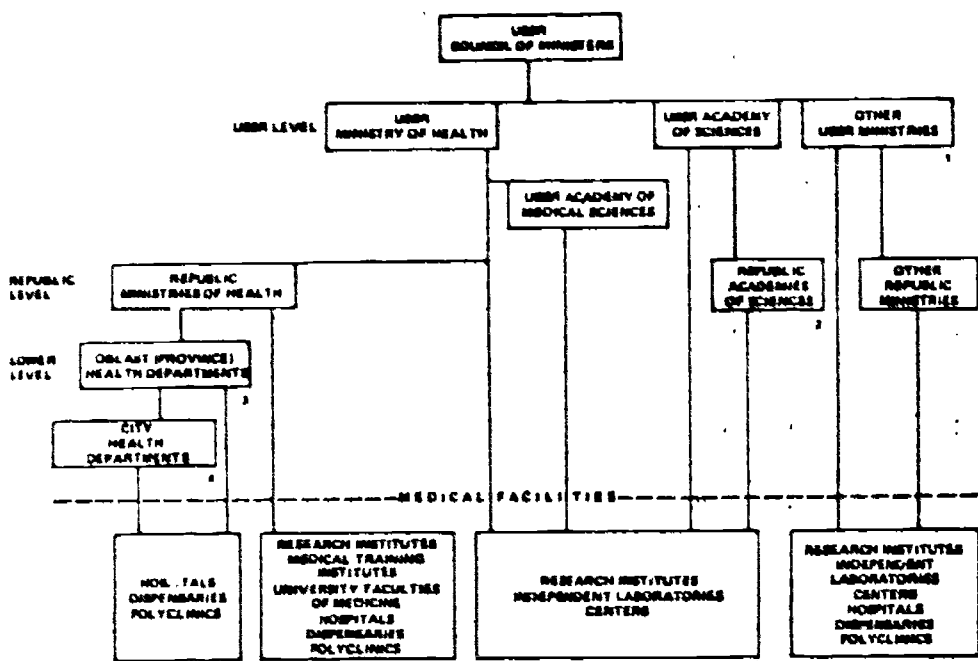 USSR
COUNCIL OF MINISTERS
USSR LEVEL
USSR
MINISTRY OF HEALTH
USSR ACADEMY
OF SCIENCES
OTHER
USSR MINISTRIES
1
USSR ACADEMY OF
MEDICAL SCIENCES
REPUBLIC
LEVEL
REPUBLIC
MINISTRIES OF HEALTH
REPUBLIC
ACADEMIES
OF SCIENCES
2
OTHER
REPUBLIC
MINISTRIES
LOWER
LEVEL
OBLAST (PROVINCE)
HEALTH DEPARTMENTS
3
CITY
HEALTH
DEPARTMENTS
4
MEDICAL FACILITIES
HOS TALS
DISPENSARIES
POLYCLINICS
RESEARCH INSTITUTES
MEDICAL TRAINING
INSTITUTES
UNIVERSITY FACULTIES
OF MEDICINE
HOSPITALS
DISPENSARIES
POLYCLINICS
RESEARCH INSTITUTES
INDEPENDENT LABORATORIES
CENTERS
RESEARCH INSTITUTES
INDEPENDENT
LABORATORIES
CENTERS
HOSPITALS
DISPENSARIES
POLYCLINICS